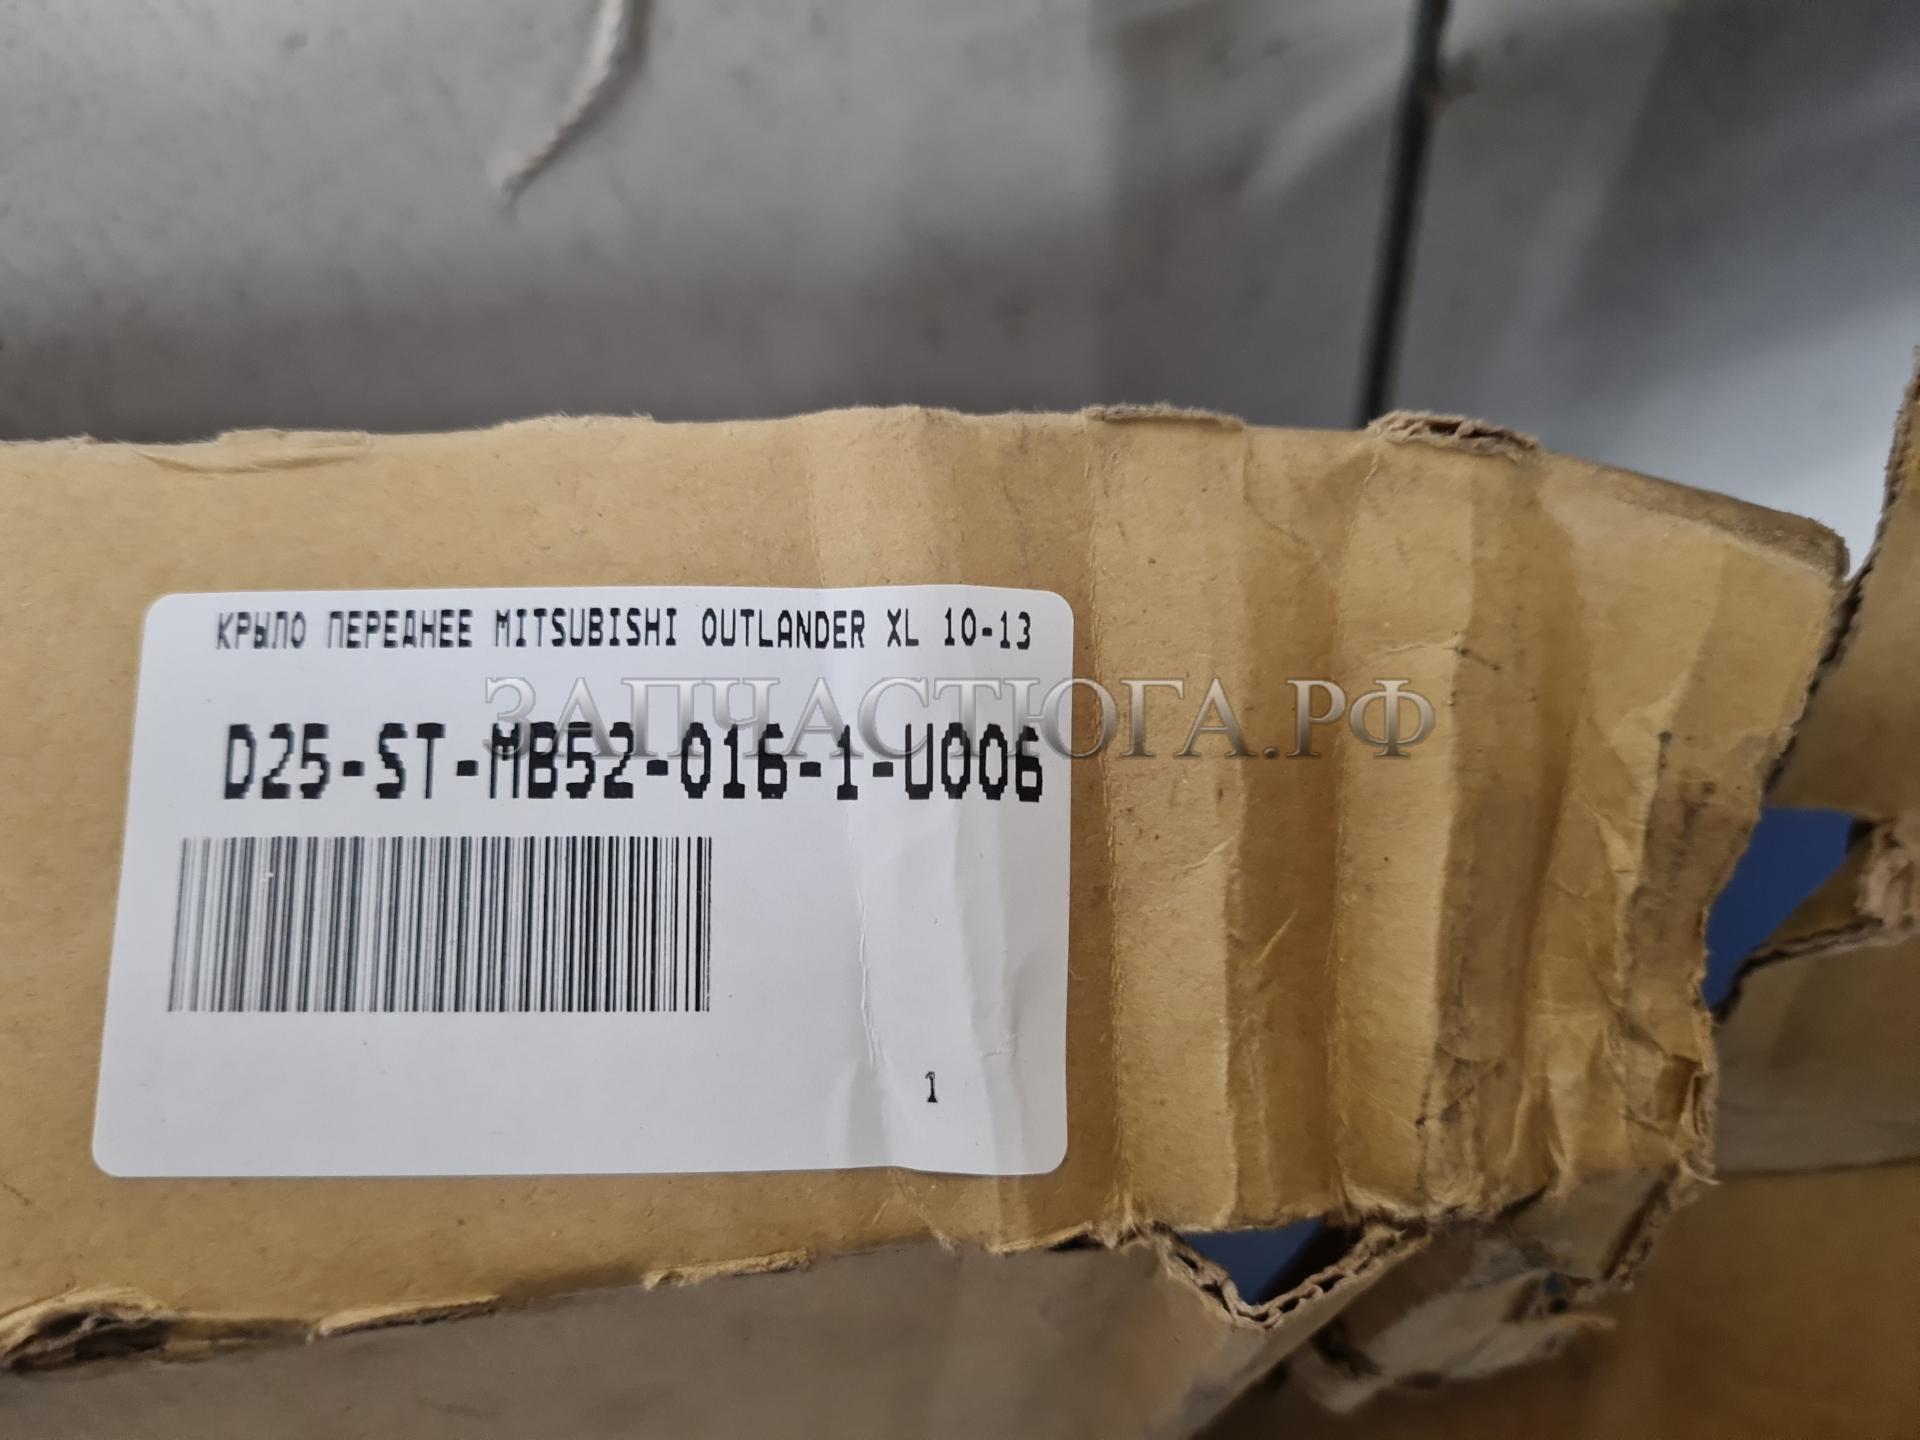 КРЫЛО ПЕРЕДНЕЕ MITSUBISHI OUTLANDER XL 10-13
ЗАПЧАСТЮГА.РФ
D25-ST-MB52-016-1-U006
1